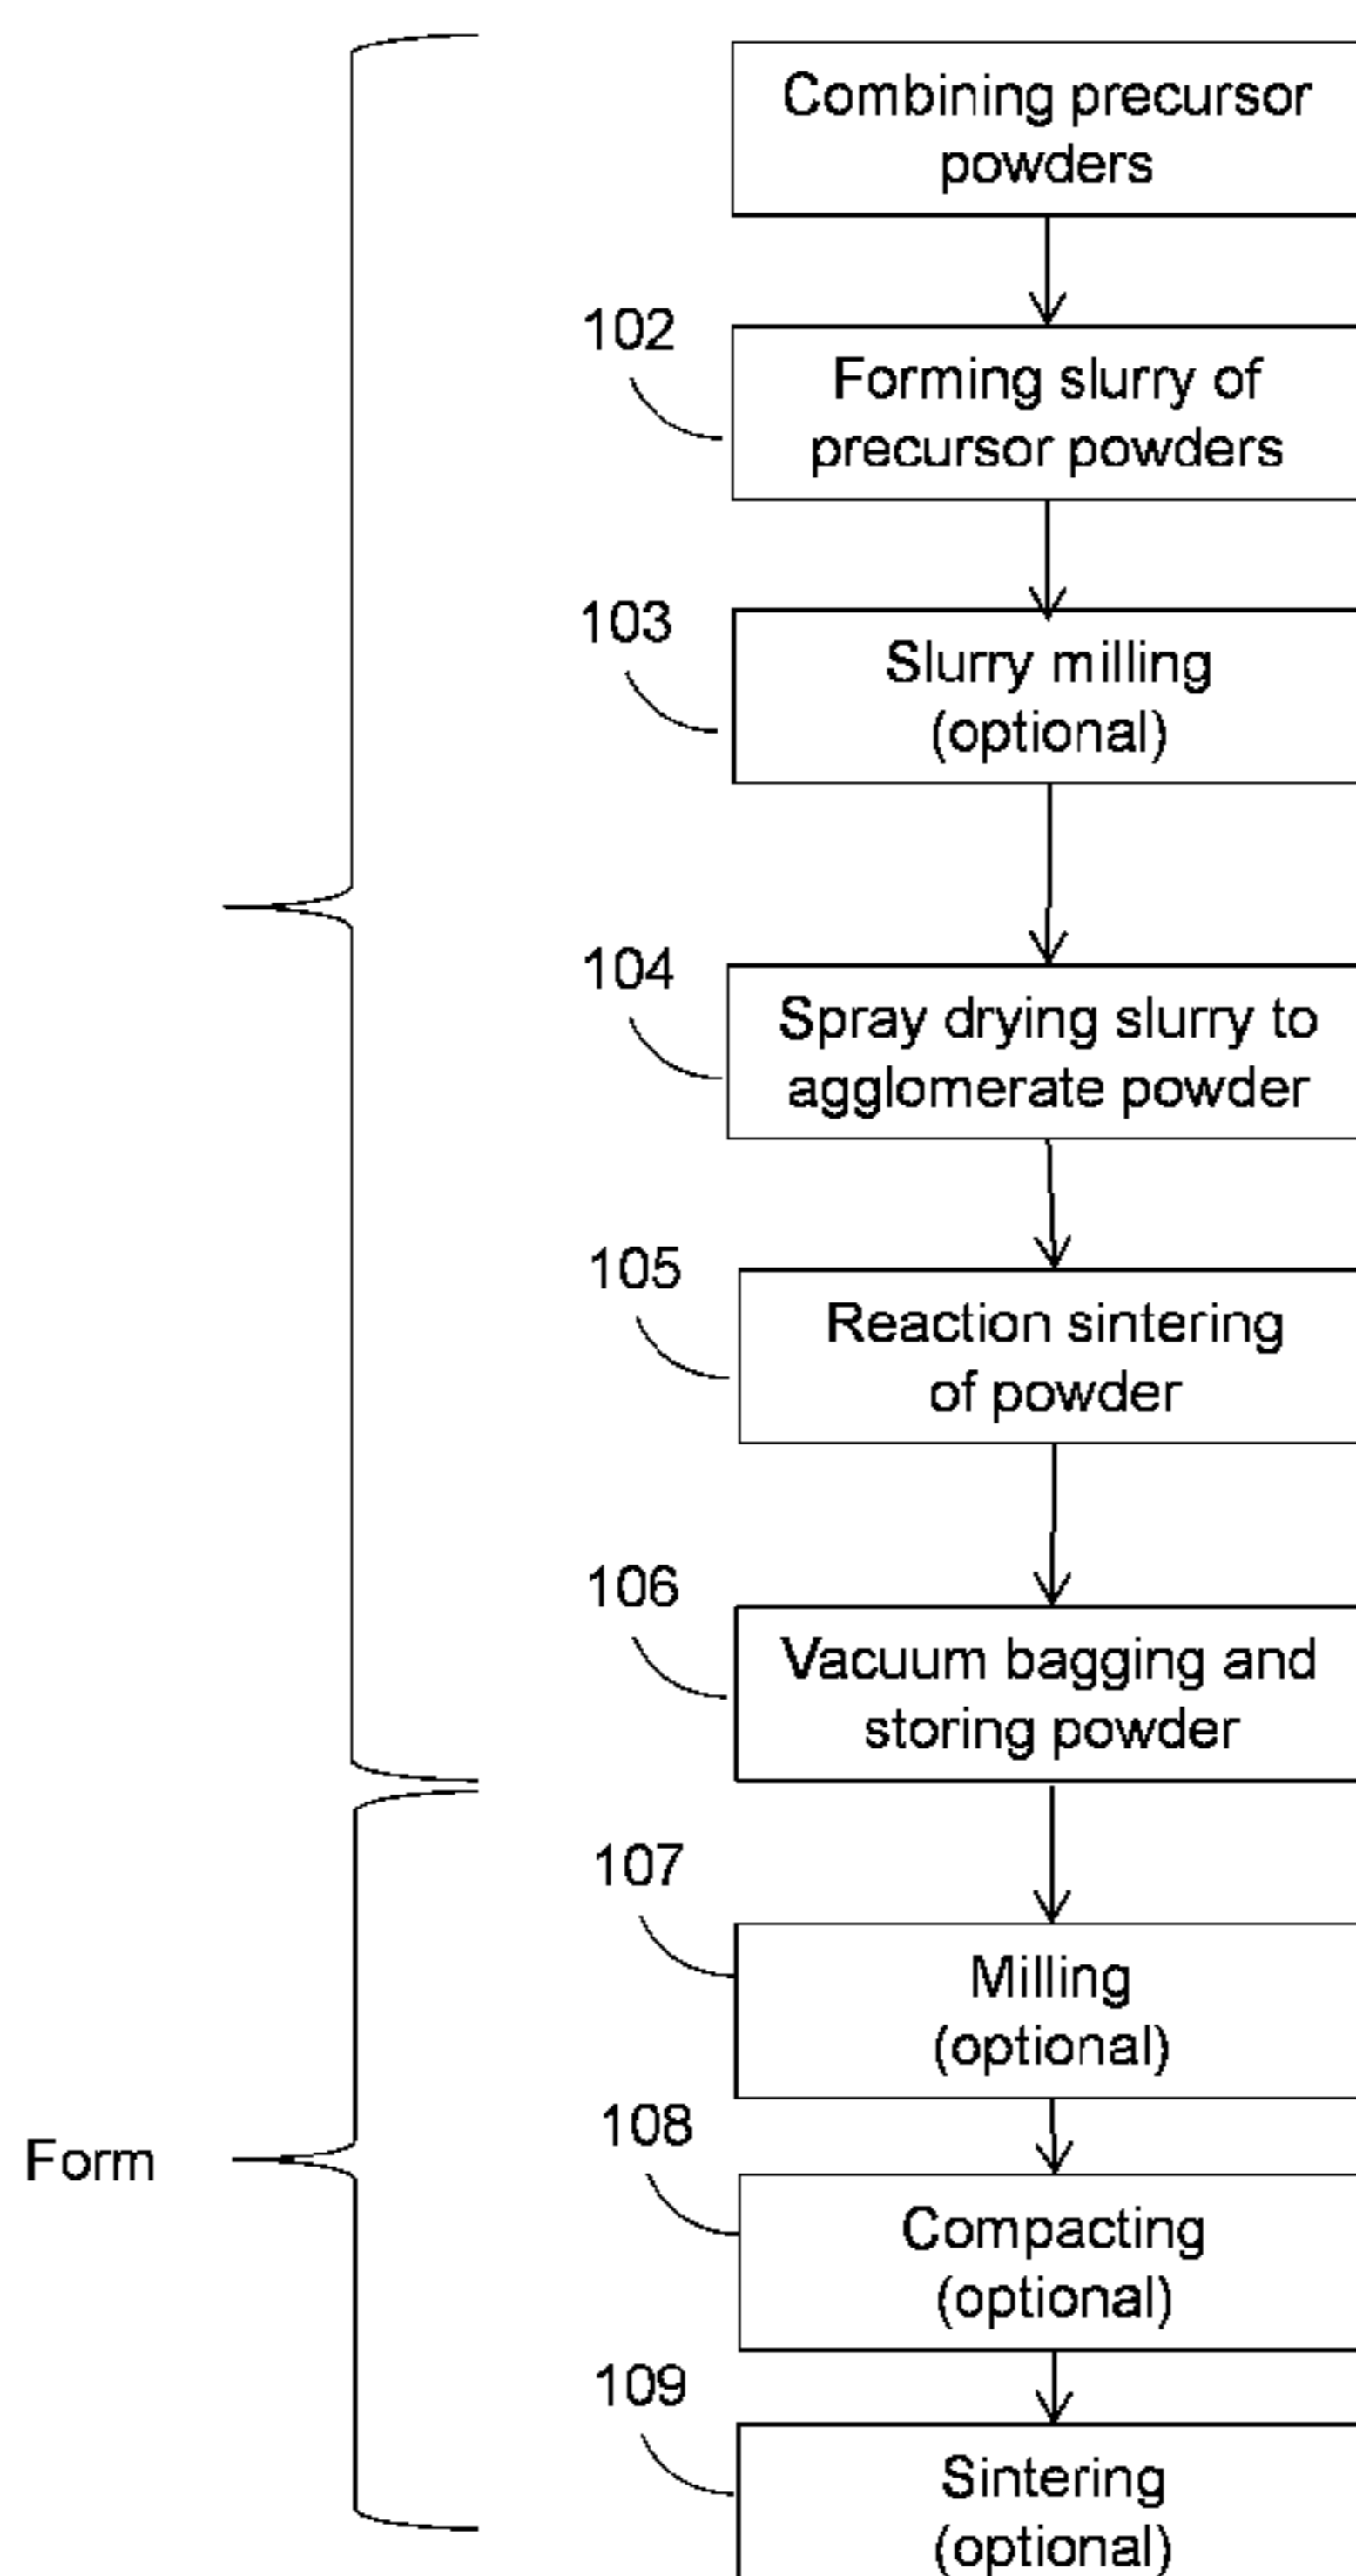 Combining precursor
powders
102
Forming slurry of
precursor powders
103
Slurry milling
(optional)
104
Spray drying slurry to
agglomerate powder
105
Reaction sintering
of powder
106
Vacuum bagging and
storing powder
107
Milling
(optional)
Form
108
Compacting
(optional)
109
Sintering
(optional)